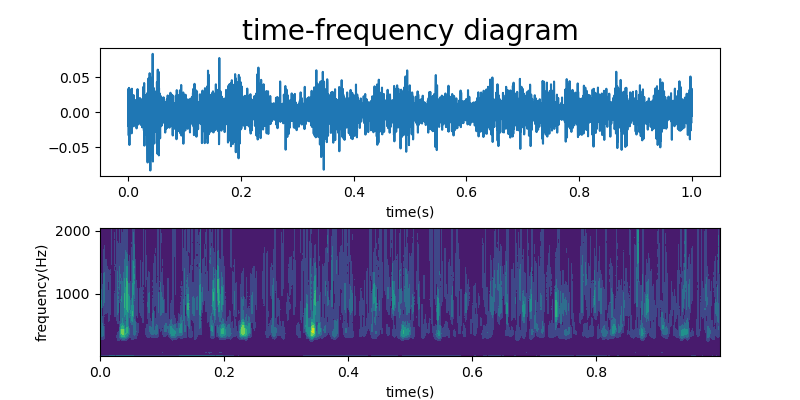 time-frequency diagram
0.05
0.00
−0.05
0.0 0.2 0.4 0.6 0.8 1.0
time(s)
2000
1000
frequency(Hz)
0.0 0.2 0.4 0.6 0.8
time(s)